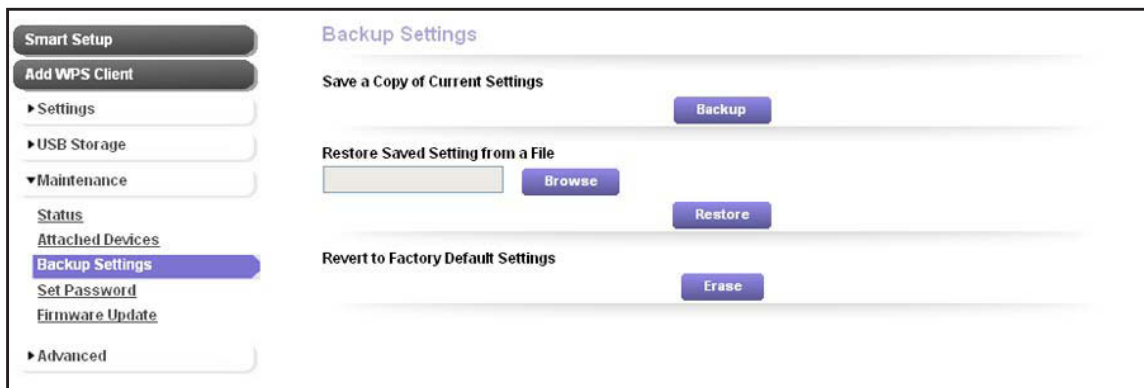 Smart Setup
Add WPS Client
Settings
USB Storage
Maintenance
Status
Attached Devices
Backup Settings
Set Password
Firmware Update
Advanced
Backup Settings
Save a Copy of Current Settings
Backup
Restore Saved Setting from a File
Browse
Restore
Revert to Factory Default Settings
Erase